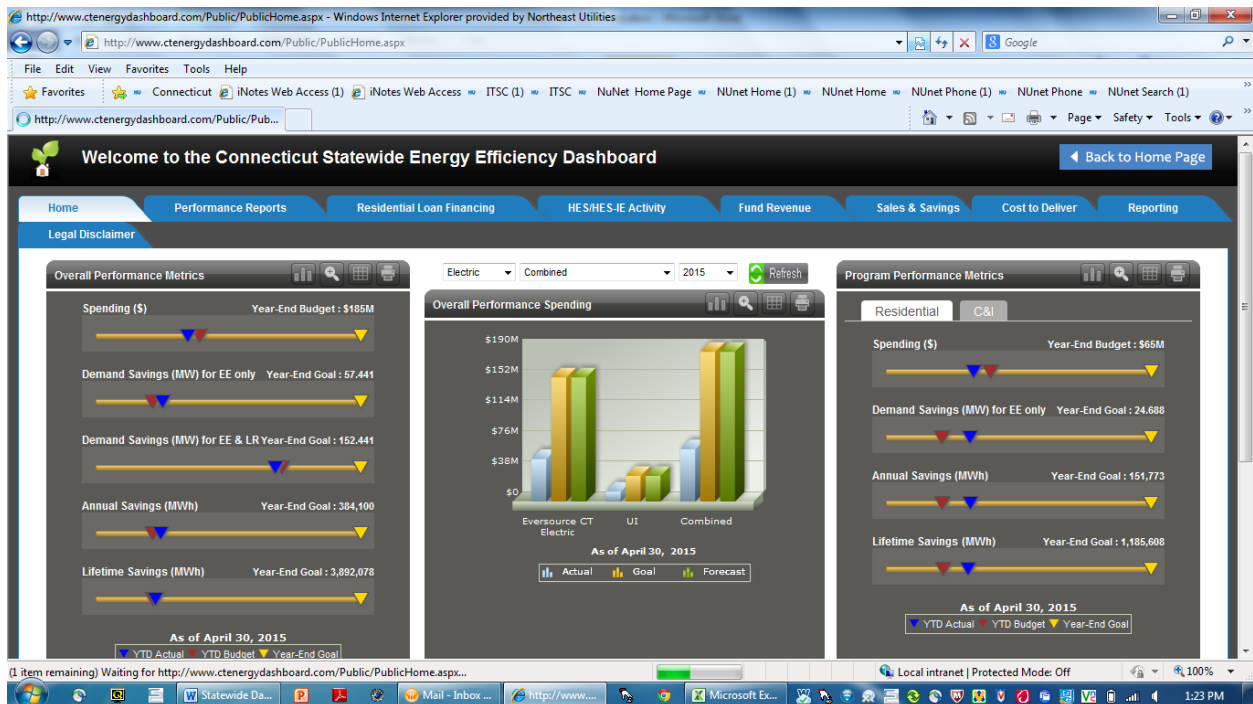 http://www.ctenergydashboard.com/Public/PublicHome.aspx - Windows Internet Explorer provided by Northeast Utilities
http://www.ctenergydashboard.com/Public/PublicHome.aspx
Google
File Edit View Favorites Tools Help
Favorites Connecticut iNotes Web Access (1) iNotes Web Access ITSC (1) ITSC NuNet Home Page NUnet Home (1) NUnet Home NUnet Phone (1) NUnet Phone NUnet Search (1)
http://www.ctenergydashboard.com/Public/Pub...
Page Safety Tools
Welcome to the Connecticut Statewide Energy Efficiency Dashboard
Back to Home Page
Home Performance Reports Residential Loan Financing HES/HES-IE Activity Fund Revenue Sales & Savings Cost to Deliver Reporting
Legal Disclaimer
Overall Performance Metrics
Spending ($) Year-End Budget : $185M
Demand Savings (MW) for EE only Year-End Goal : 57.441
Demand Savings (MW) for EE & LR Year-End Goal : 152.441
Annual Savings (MWh) Year-End Goal : 384,100
Lifetime Savings (MWh) Year-End Goal : 3,892,078
As of April 30, 2015
YTD Actual YTD Budget Year-End Goal
Electric Combined 2015 Refresh
Overall Performance Spending
$190M
$152M
$114M
$76M
$38M
$0
Eversource CT Electric UI Combined
As of April 30, 2015
Actual Goal Forecast
Program Performance Metrics
Residential C&I
Spending ($) Year-End Budget : $65M
Demand Savings (MW) for EE only Year-End Goal : 24.688
Annual Savings (MWh) Year-End Goal : 151,773
Lifetime Savings (MWh) Year-End Goal : 1,185,608
As of April 30, 2015
YTD Actual YTD Budget Year-End Goal
(1 item remaining) Waiting for http://www.ctenergydashboard.com/Public/PublicHome.aspx...
Local intranet | Protected Mode: Off
100%
Statewide Da... Mail - Inbox ... http://www.... Microsoft Ex...
1:23 PM